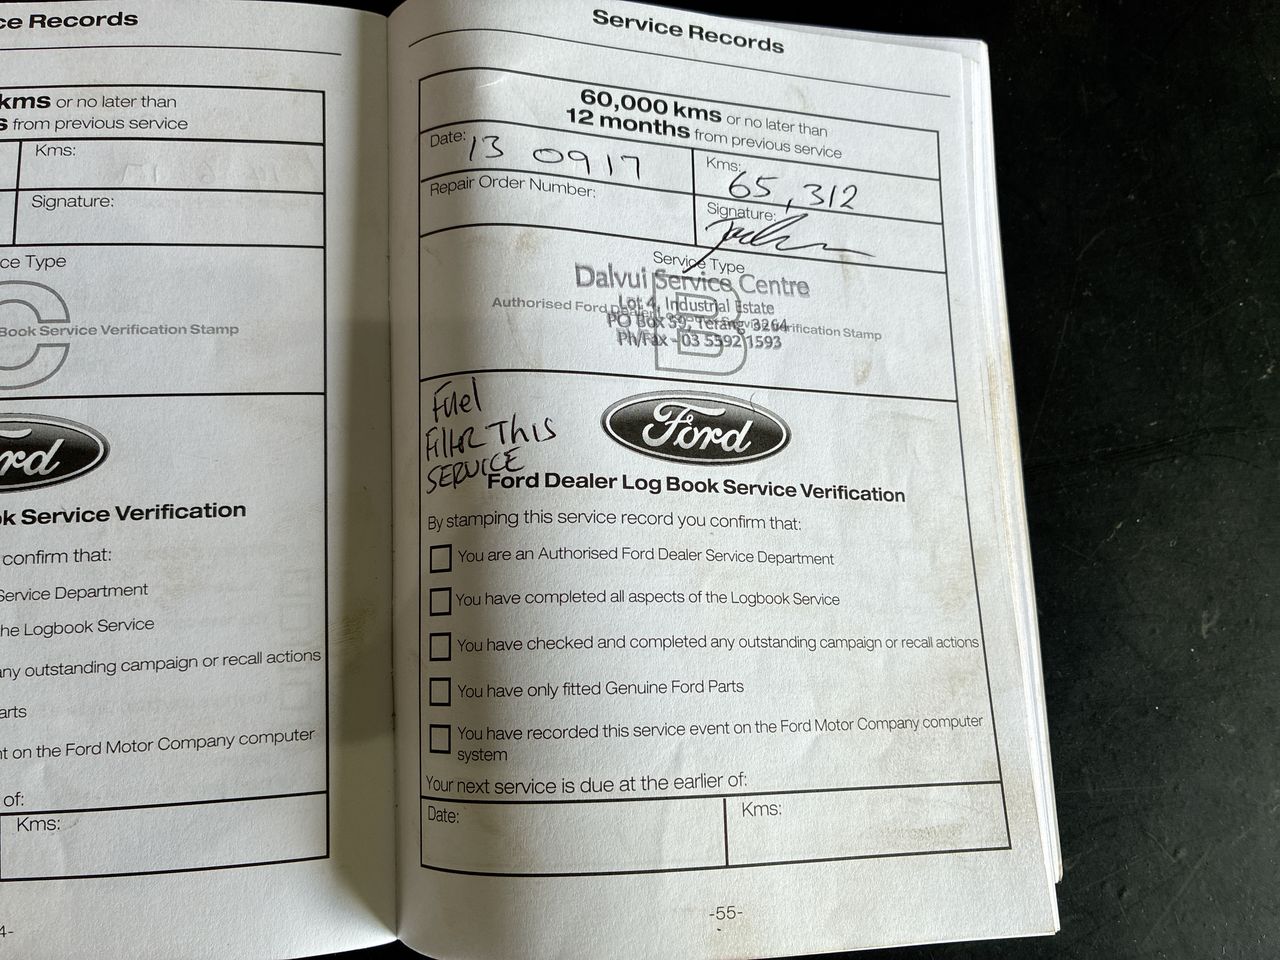 ce Records
kms or no later than
s from previous service
Kms:
Signature:
ce Type
Book Service Verification Stamp
rd
ok Service Verification
confirm that:
Service Department
he Logbook Service
any outstanding campaign or recall actions
arts
nt on the Ford Motor Company computer
of:
Kms:
4-
Service Records
60,000 kms or no later than
12 months from previous service
Date: 13 09 17
Kms: 65,312
Repair Order Number:
Signature:
Service Type
Dalvui Service Centre
Lot 4, Industrial Estate
Authorised Ford Verification Stamp
PO Box 59, Terang 3264
Ph/Fax - 03 5592 1593
B
Fuel
Filter This
SERVICE
Ford
Ford Dealer Log Book Service Verification
By stamping this service record you confirm that:
You are an Authorised Ford Dealer Service Department
You have completed all aspects of the Logbook Service
You have checked and completed any outstanding campaign or recall actions
You have only fitted Genuine Ford Parts
You have recorded this service event on the Ford Motor Company computer
system
Your next service is due at the earlier of:
Date:
Kms:
-55-